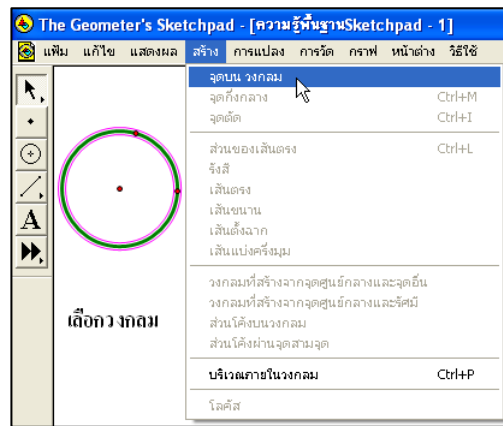 The Geometer's Sketchpad - [ความรู้พื้นฐานSketchpad - 1]
แฟ้ม แก้ไข แสดงผล สร้าง การแปลง การวัด กราฟ หน้าต่าง วิธีใช้
จุดบน วงกลม
จุดกึ่งกลาง Ctrl+M
จุดตัด Ctrl+I
ส่วนของเส้นตรง Ctrl+L
รังสี
เส้นตรง
เส้นขนาน
เส้นตั้งฉาก
เส้นแบ่งครึ่งมุม
วงกลมที่สร้างจากจุดศูนย์กลางและจุดอื่น
วงกลมที่สร้างจากจุดศูนย์กลางและรัศมี
ส่วนโค้งบนวงกลม
ส่วนโค้งผ่านจุดสามจุด
บริเวณภายในวงกลม Ctrl+P
โลคัส
A
เลือกวงกลม